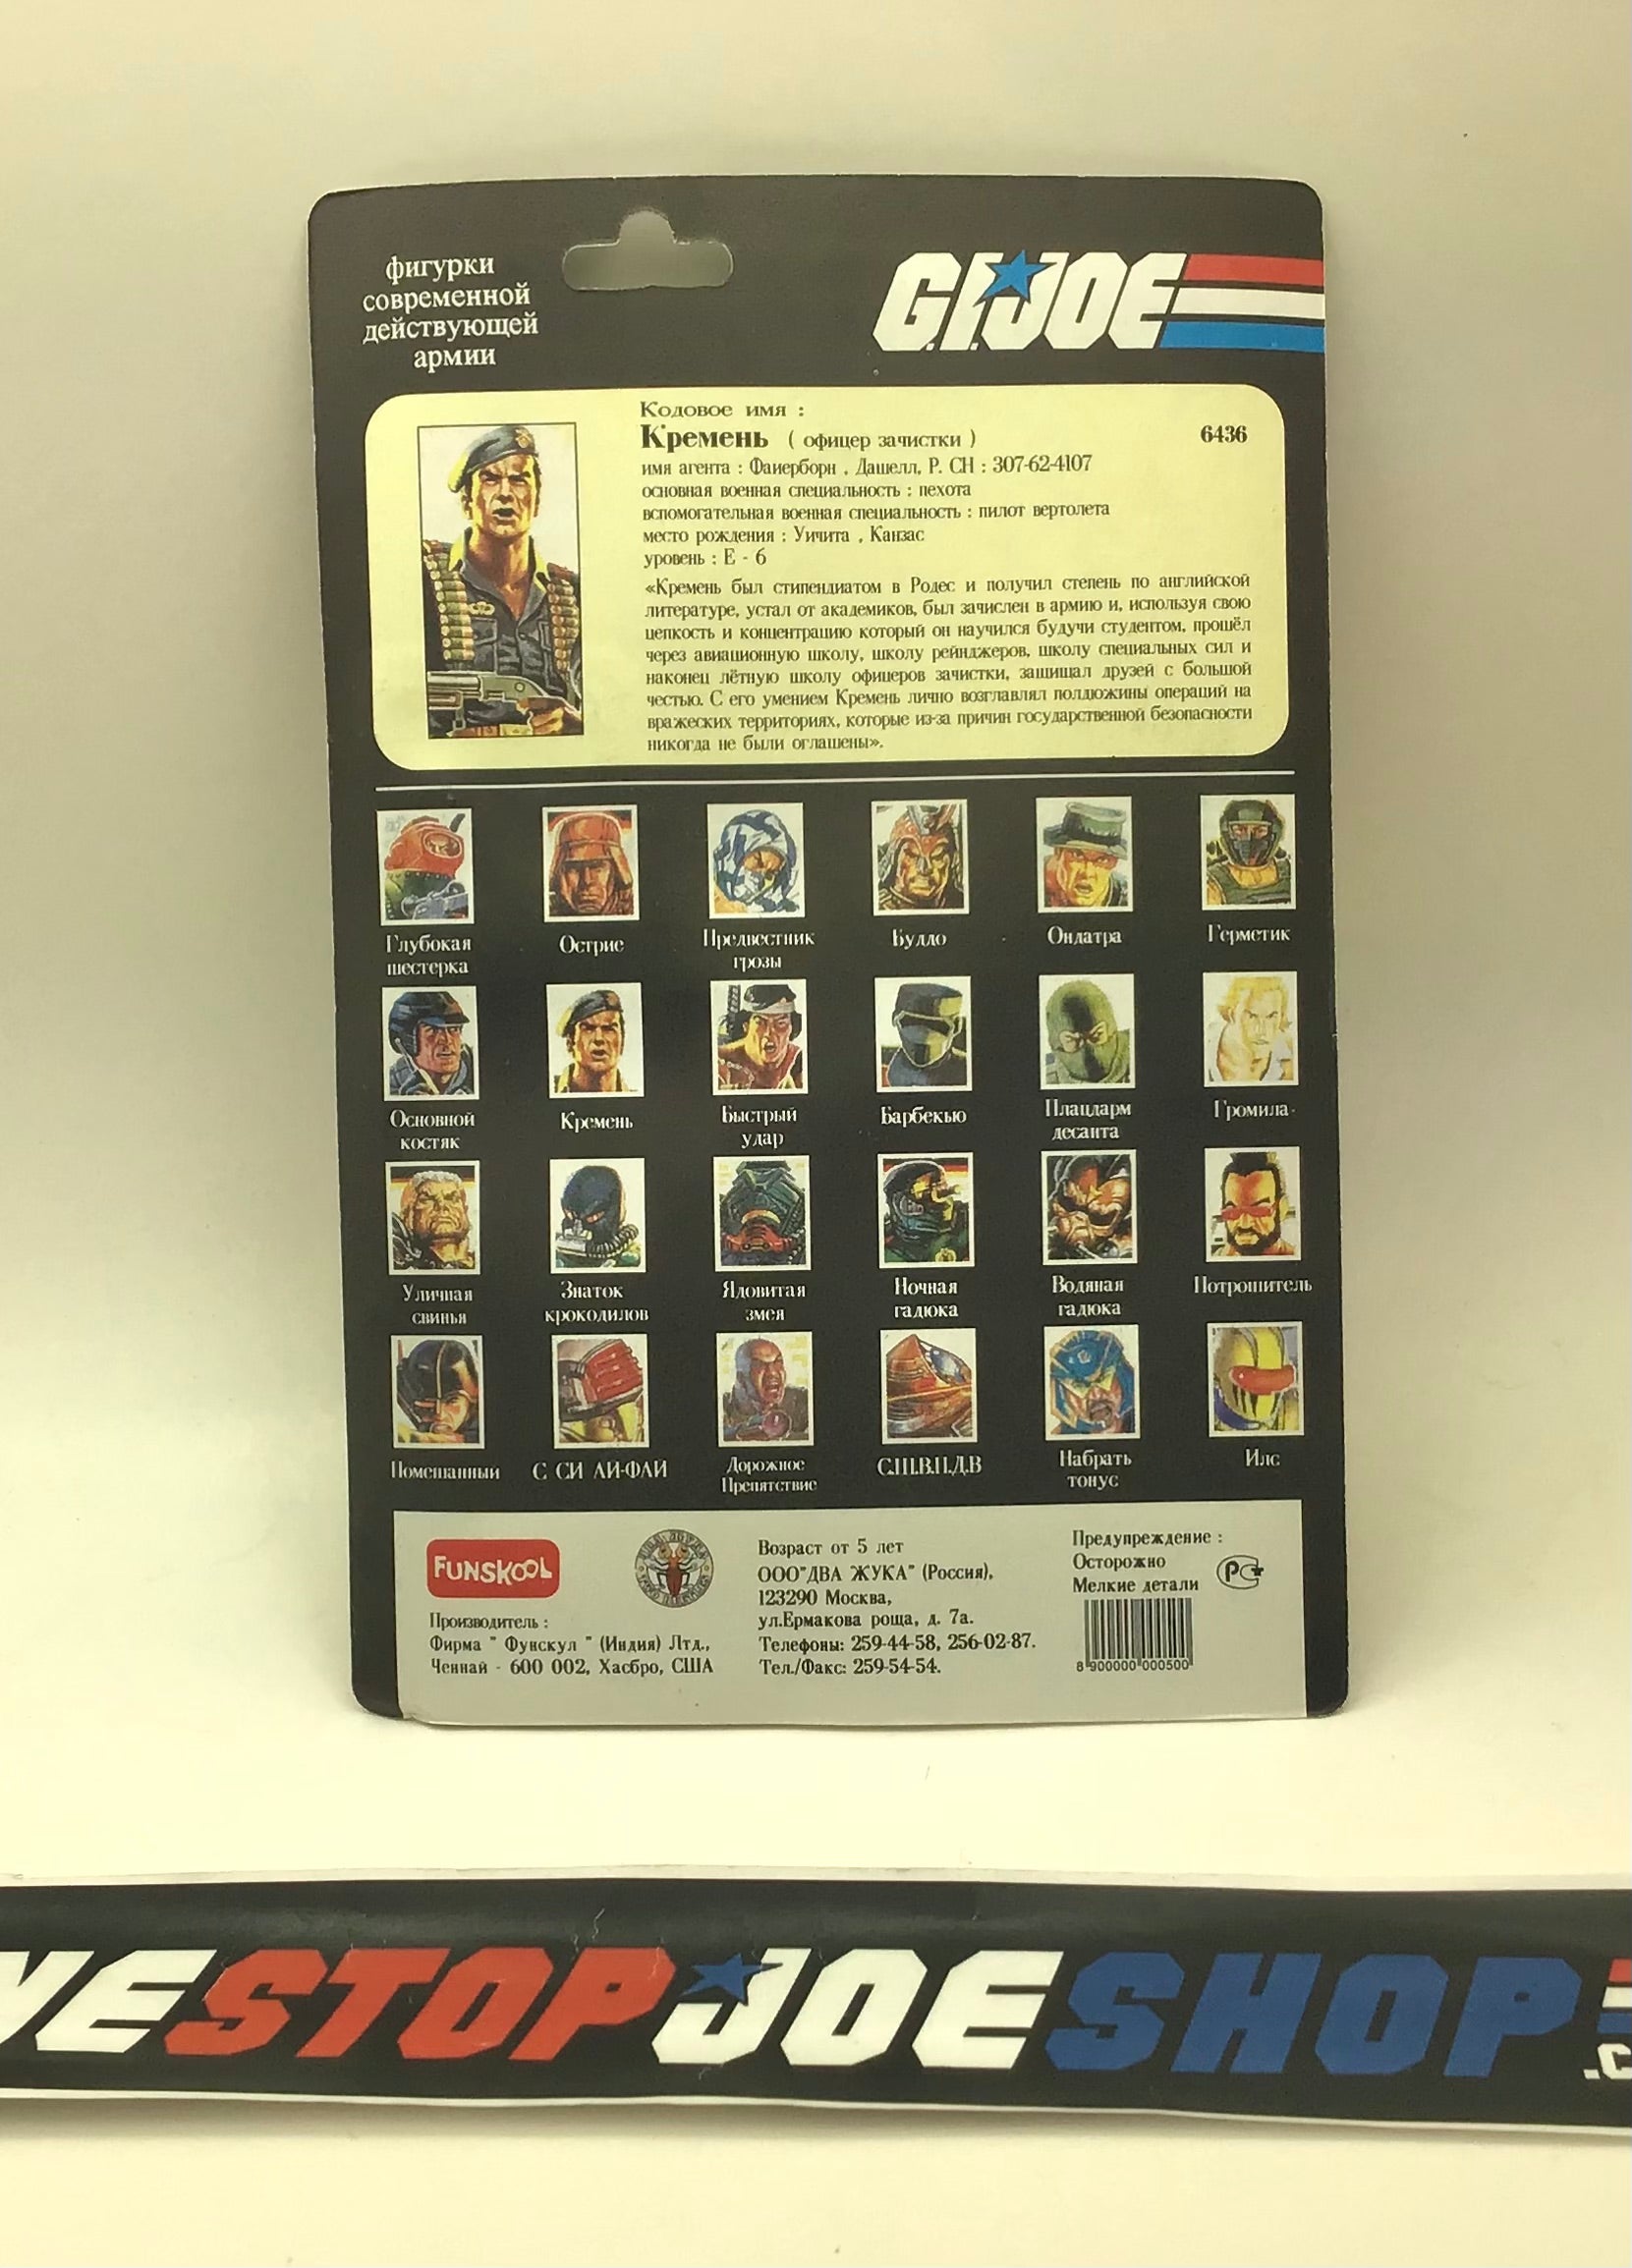 фигурки
современной
действующей
армии
G.I.JOE
Кодовое имя :
Кремень ( офицер зачистки )
6436
имя агента : Фаиерборн , Дашелл, Р. СН : 307-62-4107
основная военная специальность : пехота
вспомогательная военная специальность : пилот вертолета
место рождения : Уичита , Канзас
уровень : Е - 6
«Кремень был стипендиатом в Родес и получил степень по английской
литературе, устал от академиков, был зачислен в армию и, используя свою
цепкость и концентрацию который он научился будучи студентом, прошёл
через авиационную школу, школу рейнджеров, школу специальных сил и
наконец лётную школу офицеров зачистки, защищал друзей с большой
честью. С его умением Кремень лично возглавлял полдюжины операций на
вражеских территориях, которые из-за причин государственной безопасности
никогда не были оглашены».
Глубокая
шестерка
Острие
Предвестник
грозы
Булло
Ондатра
Герметик
Основной
костяк
Кремень
Быстрый
удар
Барбекью
Плацдарм
десанта
Громила
Уличная
свинья
Знаток
крокодилов
Ядовитая
змея
Ночная
гадюка
Водяная
гадюка
Потрошитель
Помешанный
С СИ АЙ-ФАЙ
Дорожное
Препятствие
С.Ш.В.П.Д.В
Набрать
тонус
Илс
FUNSKOOL
Производитель :
Фирма " Фунскул " (Индия) Лтд.,
Ченнай - 600 002, Хасбро, США
Возраст от 5 лет
ООО"ДВА ЖУКА" (Россия),
123290 Москва,
ул.Ермакова роща, д. 7а.
Телефоны: 259-44-58, 256-02-87.
Тел./Факс: 259-54-54.
Предупреждение :
Осторожно
Мелкие детали
8 900000 000500
NESTOPJOESHOP
.c